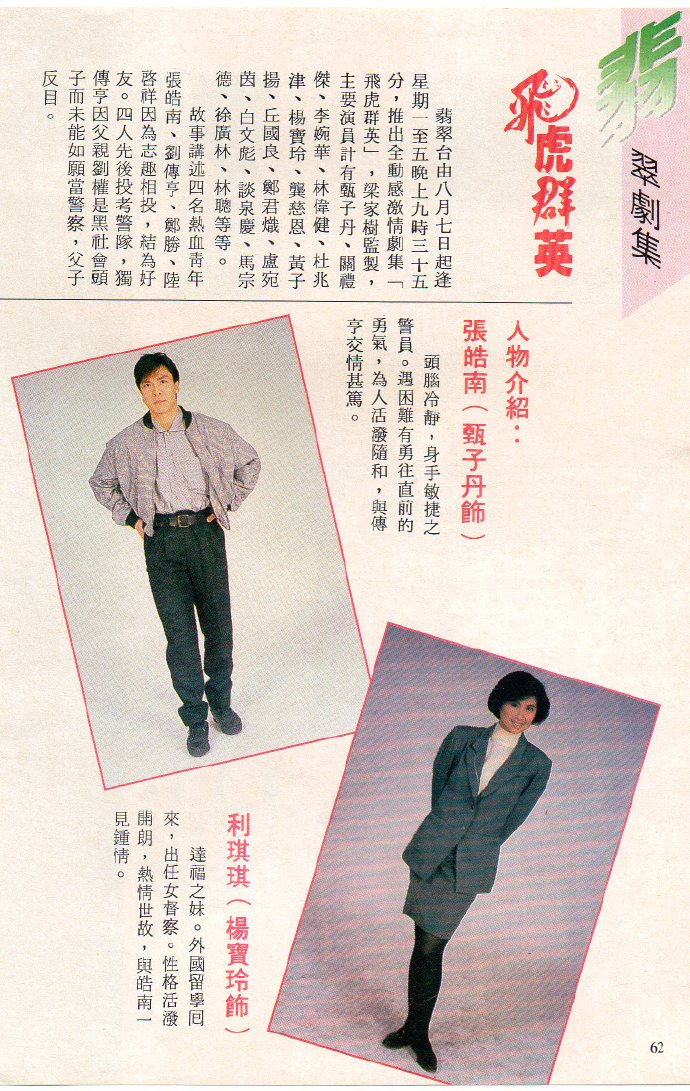 翡
翠劇集
飛虎群英
翡翠台由八月七日起逢
星期一至五晚上九時三十五
分，推出全動感激情劇集「
飛虎群英」，梁家樹監製，
主要演員計有甄子丹、關禮
傑、李婉華、林偉健、杜兆
津、楊寶玲、龔慈恩、黃子
揚、丘國良、鄭君熾、盧宛
茵、白文彪、談泉慶、馬宗
德、徐廣林、林聰等等。
故事講述四名熱血青年
張皓南、劉傳亨、鄭勝、陸
啓祥因為志趣相投，結為好
友。四人先後投考警隊，獨
傳亨因父親劉權是黑社會頭
子而未能如願當警察，父子
反目。
人物介紹：
張皓南（甄子丹飾）
頭腦冷靜，身手敏捷之
警員。遇困難有勇往直前的
勇氣，為人活潑隨和，與傳
亨交情甚篤。
利琪琪（楊寶玲飾）
達福之妹。外國留學回
來，出任女督察。性格活潑
開朗，熱情世故，與皓南一
見鍾情。
62